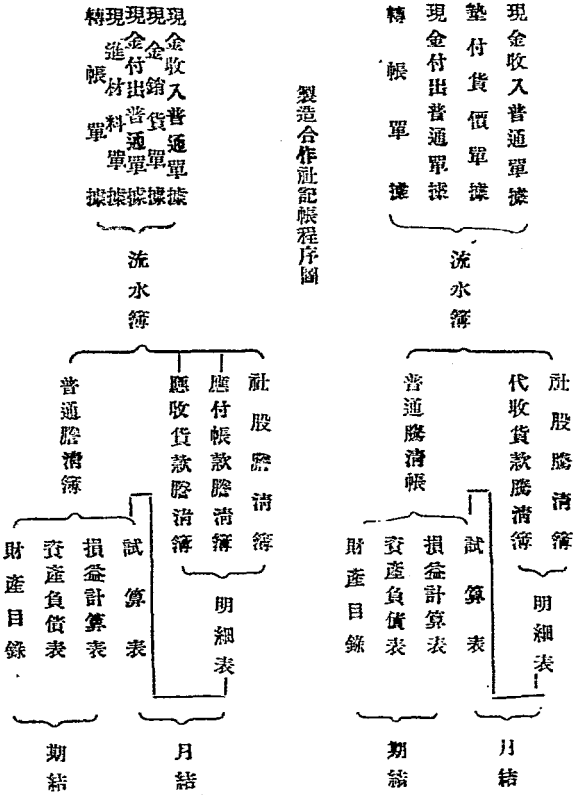 現金收入普通單據
墊付貨價單據
現金付出普通單據
轉帳單據
流水簿
社股謄清簿
代收貨款謄清簿
普通謄清帳
明細表
試算表
損益計算表
資產負債表
財產目錄
月結
期結
製造合作社記帳程序圖
現金收入普通單據
現金銷貨單據
現金付出普通單據
現進材料單據
轉帳單據
流水簿
社股謄清簿
應付帳款謄清簿
應收貨款謄清簿
普通謄清簿
明細表
試算表
損益計算表
資產負債表
財產目錄
月結
期結